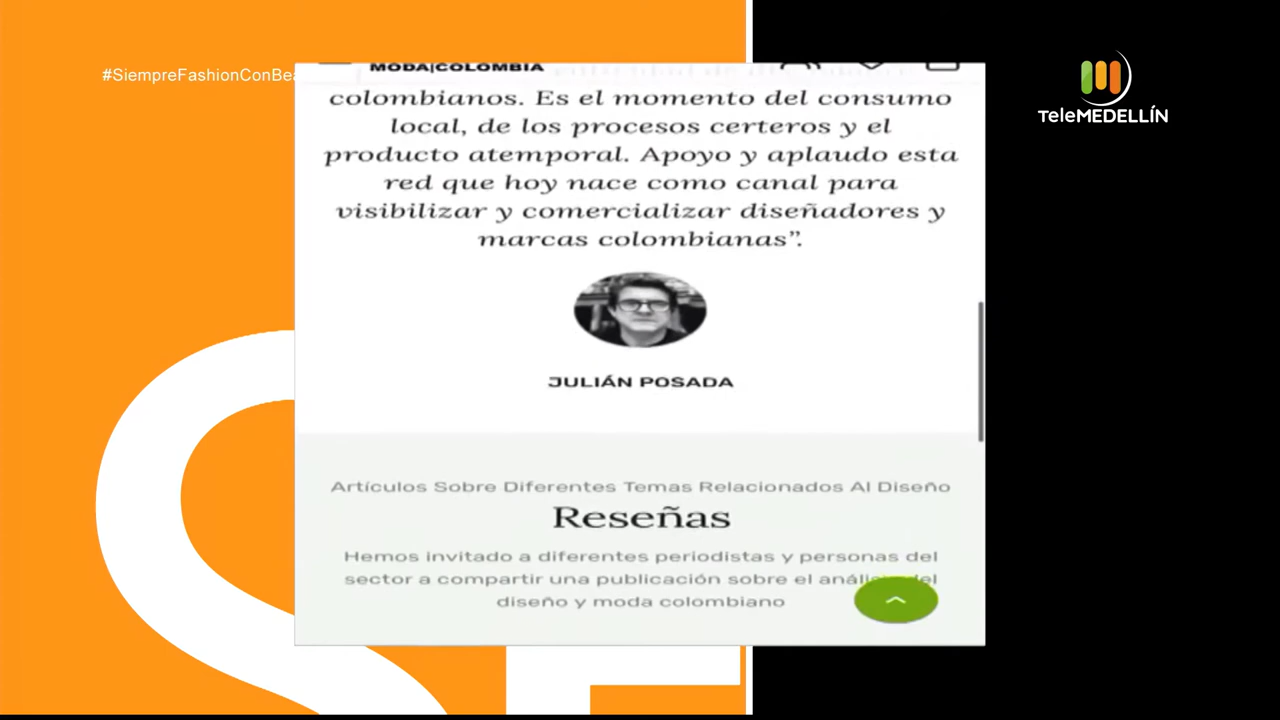 #SiempreFashionConBea
MODA|COLOMBIA
TeleMEDELLÍN
colombianos. Es el momento del consumo
local, de los procesos certeros y el
producto atemporal. Apoyo y aplaudo esta
red que hoy nace como canal para
visibilizar y comercializar diseñadores y
marcas colombianas”.
JULIÁN POSADA
Artículos Sobre Diferentes Temas Relacionados Al Diseño
Reseñas
Hemos invitado a diferentes periodistas y personas del
sector a compartir una publicación sobre el análisis del
diseño y moda colombiano